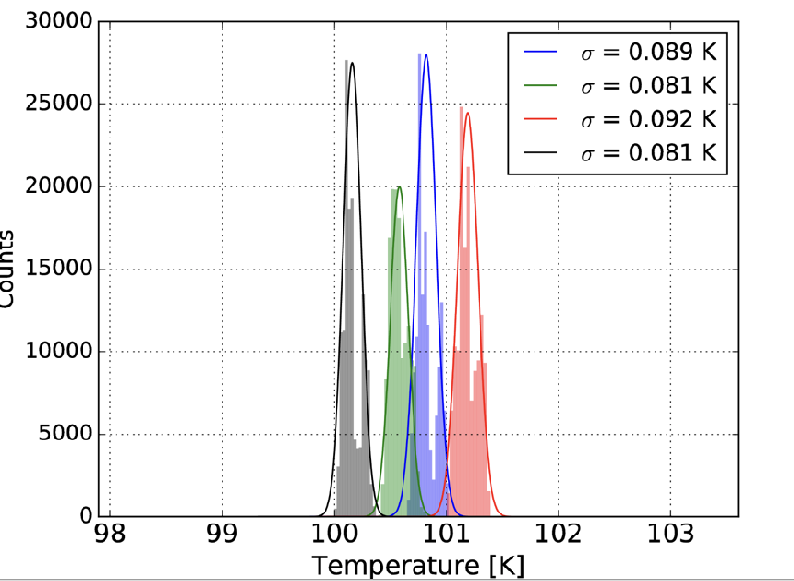 30000
25000
20000
15000
10000
5000
0
Counts
σ = 0.089 K
σ = 0.081 K
σ = 0.092 K
σ = 0.081 K
98 99 100 101 102 103
Temperature [K]